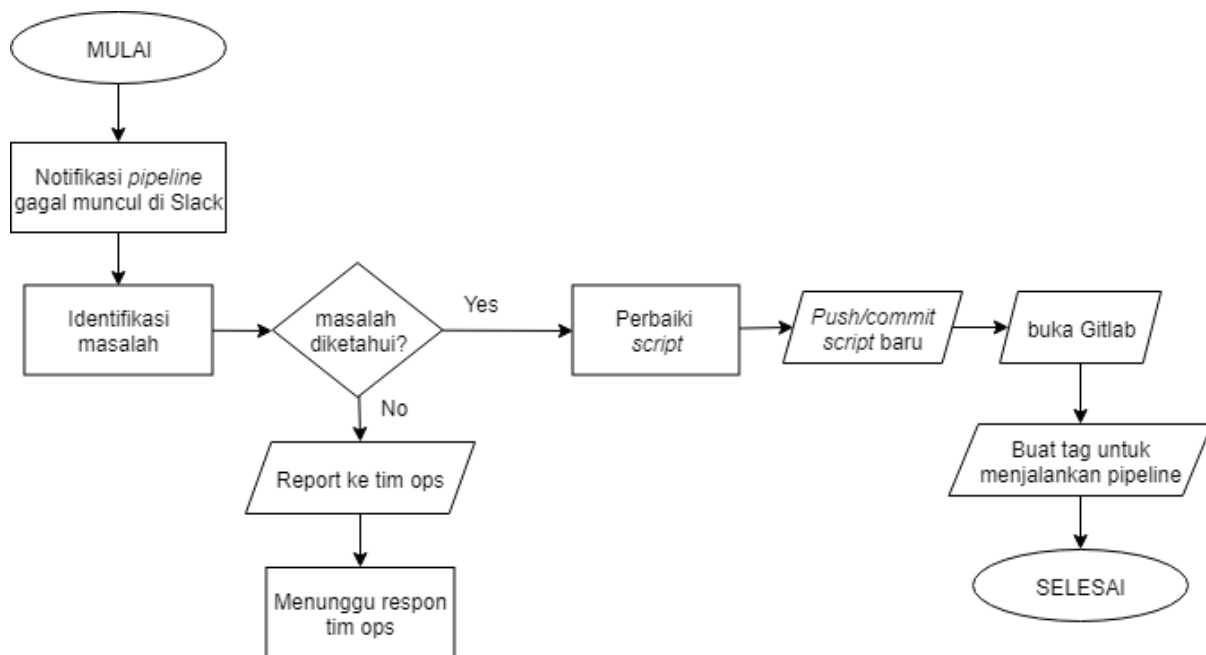 MULAI
Notifikasi pipeline
gagal muncul di Slack
Identifikasi
masalah
masalah
diketahui?
Yes
Perbaiki
script
Push/commit
script baru
buka Gitlab
No
Report ke tim ops
Menunggu respon
tim ops
Buat tag untuk
menjalankan pipeline
SELESAI